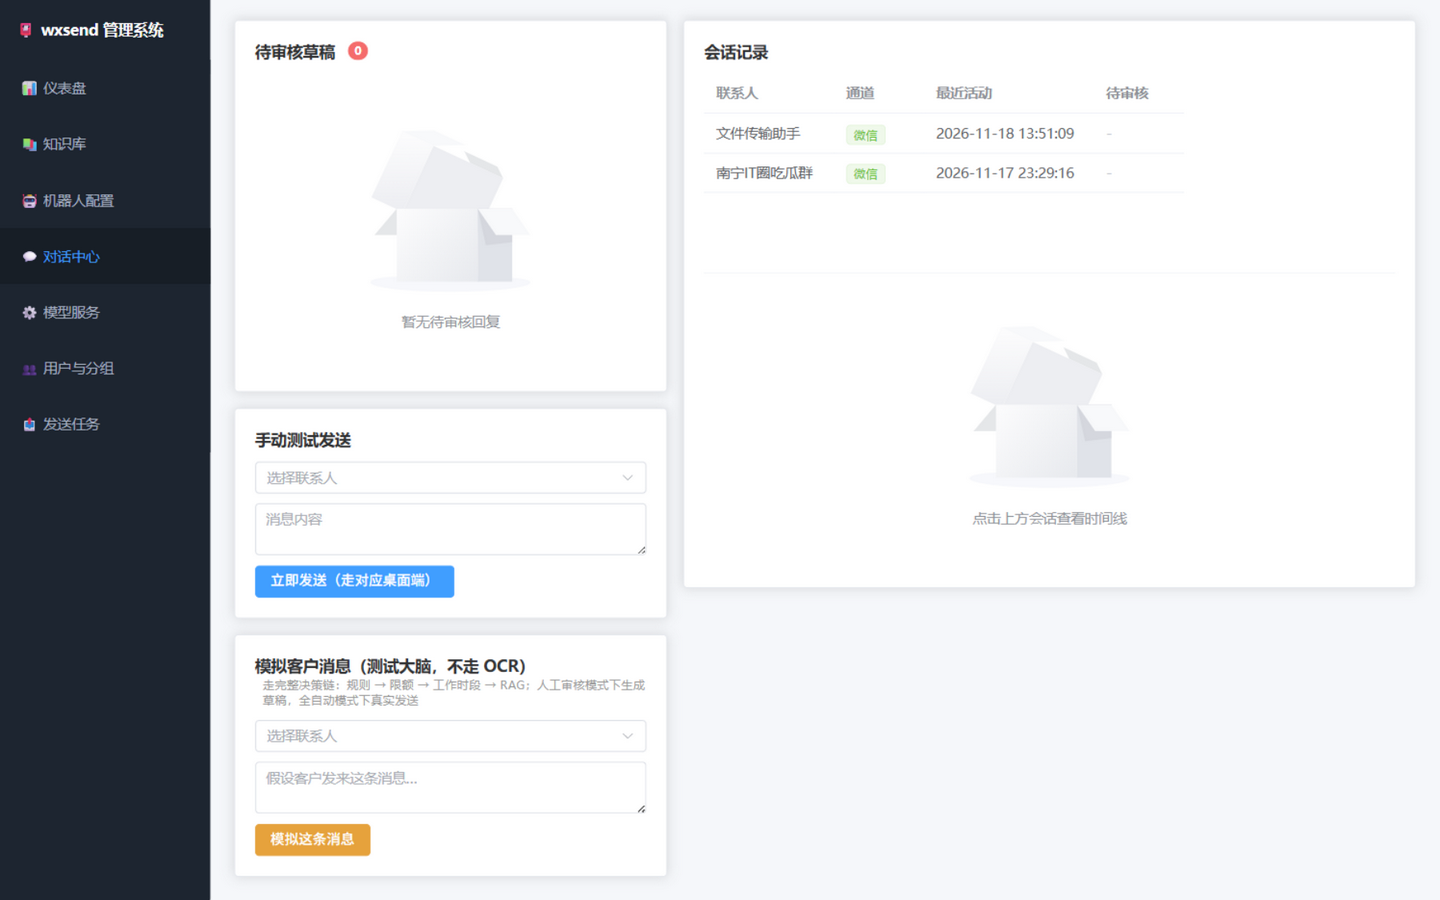 wxsend 管理系统
仪表盘
知识库
机器人配置
对话中心
模型服务
用户与分组
发送任务
待审核草稿 0
暂无待审核回复
手动测试发送
选择联系人
消息内容
立即发送（走对应桌面端）
模拟客户消息（测试大脑，不走 OCR）
走完整决策链：规则 → 限额 → 工作时段 → RAG；人工审核模式下生成
草稿，全自动模式下真实发送
选择联系人
假设客户发来这条消息...
模拟这条消息
会话记录
联系人 通道 最近活动 待审核
文件传输助手 微信 2026-11-18 13:51:09 -
南宁IT圈吃瓜群 微信 2026-11-17 23:29:16 -
点击上方会话查看时间线